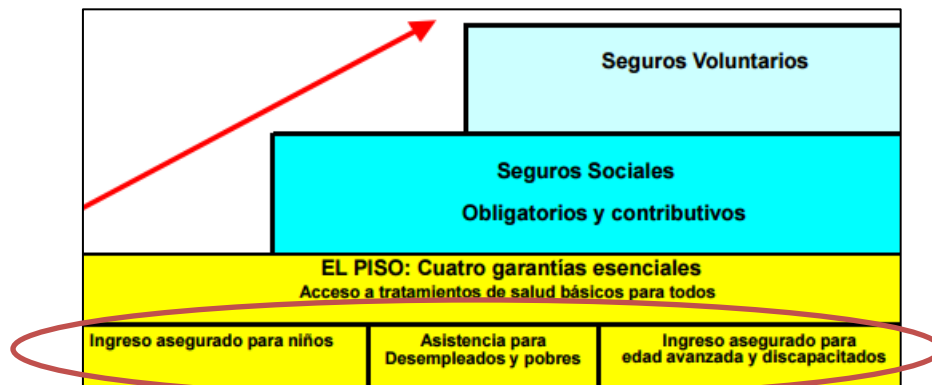 Seguros Voluntarios
Seguros Sociales
Obligatorios y contributivos
EL PISO: Cuatro garantías esenciales
Acceso a tratamientos de salud básicos para todos
Ingreso asegurado para niños
Asistencia para
Desempleados y pobres
Ingreso asegurado para
edad avanzada y discapacitados